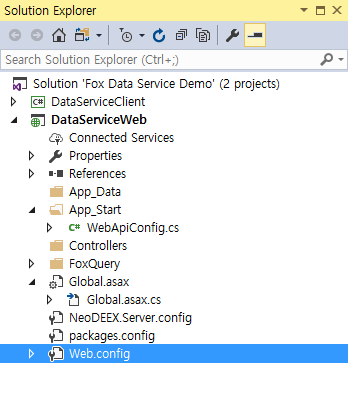 Solution Explorer
Search Solution Explorer (Ctrl+;)
Solution 'Fox Data Service Demo' (2 projects)
C# DataServiceClient
DataServiceWeb
Connected Services
Properties
References
App_Data
App_Start
C# WebApiConfig.cs
Controllers
FoxQuery
Global.asax
Global.asax.cs
NeoDEEX.Server.config
packages.config
Web.config